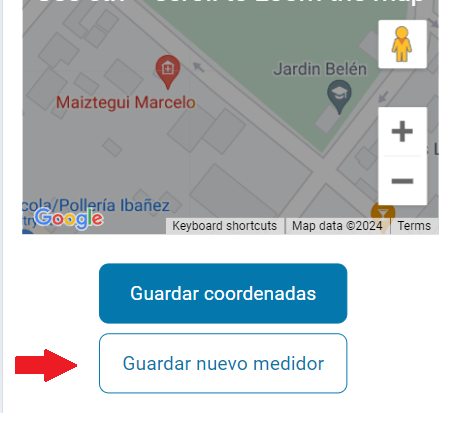 Use ctrl + scroll to zoom the map
Jardin Belén
Maiztegui Marcelo
cola/Pollería Ibañez
try
Google
Keyboard shortcuts
Map data ©2024
Terms
Guardar coordenadas
Guardar nuevo medidor